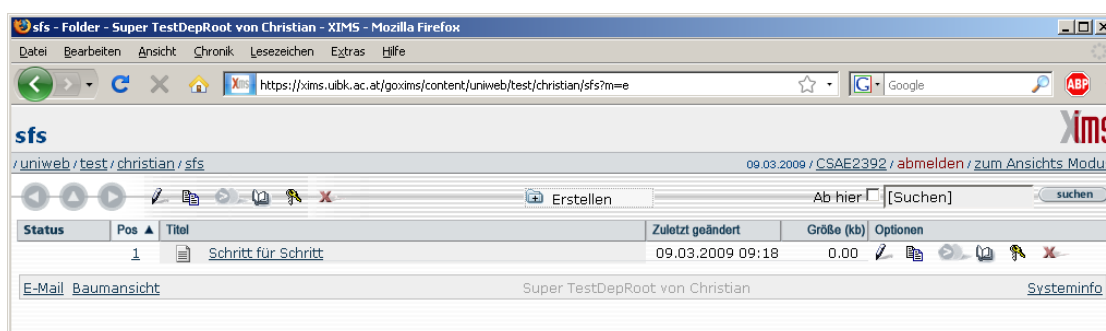 sfs - Folder - Super TestDepRoot von Christian - XIMS - Mozilla Firefox
Datei Bearbeiten Ansicht Chronik Lesezeichen Extras Hilfe
Xims https://xims.uibk.ac.at/goxims/content/uniweb/test/christian/sfs?m=e G Google ABP
sfs Xims
/ uniweb / test / christian / sfs 09.03.2009 / CSAE2392 / abmelden / zum Ansichts Modu
Erstellen Ab hier [Suchen] suchen
Status Pos Titel Zuletzt geändert Größe (kb) Optionen
1 Schritt für Schritt 09.03.2009 09:18 0.00
E-Mail Baumansicht Super TestDepRoot von Christian Systeminfo